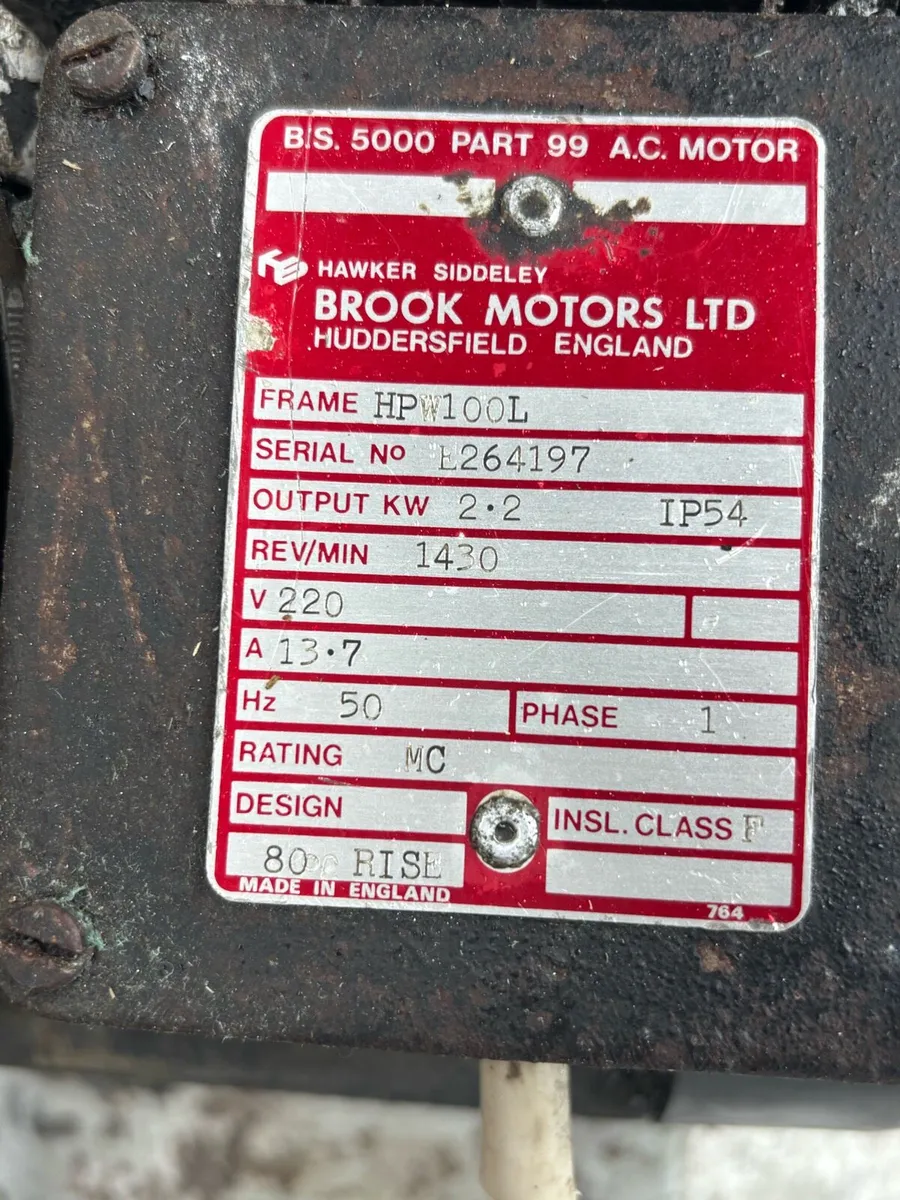 B.S. 5000 PART 99 A.C. MOTOR
HAWKER SIDDELEY
BROOK MOTORS LTD
HUDDERSFIELD ENGLAND
FRAME HPW100L
SERIAL No E264197
OUTPUT KW 2·2 IP54
REV/MIN 1430
V 220
A 13·7
Hz 50 PHASE 1
RATING MC
DESIGN INSL. CLASS F
80 RISE
MADE IN ENGLAND
764